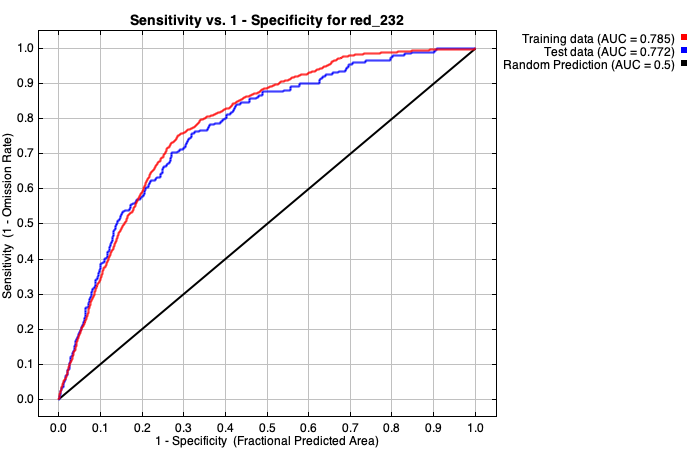 Sensitivity vs. 1 - Specificity for red_232
Training data (AUC = 0.785)
Test data (AUC = 0.772)
Random Prediction (AUC = 0.5)
Sensitivity (1 - Omission Rate)
1.0
0.9
0.8
0.7
0.6
0.5
0.4
0.3
0.2
0.1
0.0
0.0 0.1 0.2 0.3 0.4 0.5 0.6 0.7 0.8 0.9 1.0
1 - Specificity (Fractional Predicted Area)